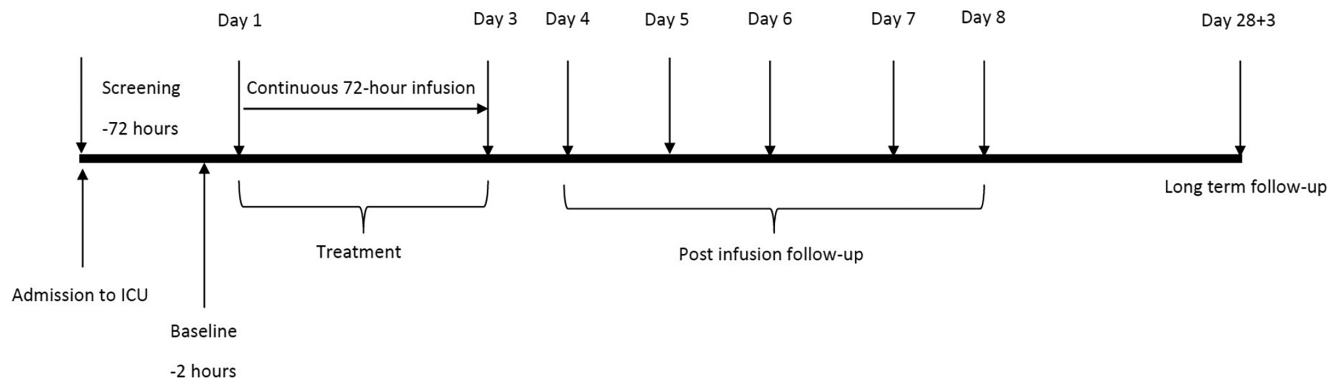 Day 1
Day 3
Day 4
Day 5
Day 6
Day 7
Day 8
Day 28+3
Screening
-72 hours
Continuous 72-hour infusion
Long term follow-up
Treatment
Post infusion follow-up
Admission to ICU
Baseline
-2 hours